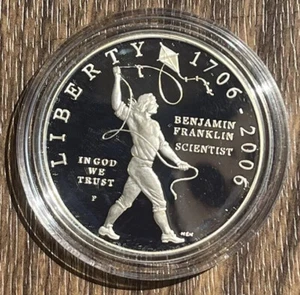 LIBERTY 1706-2006
BENJAMIN
FRANKLIN
SCIENTIST
IN GOD
WE
TRUST
P